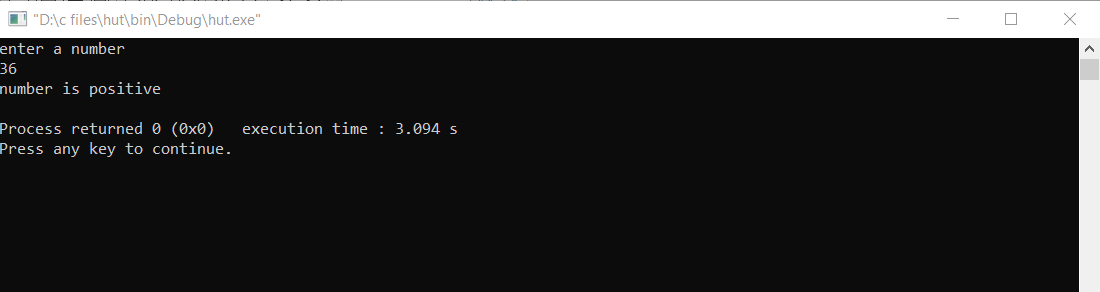 "D:\c files\hut\bin\Debug\hut.exe"
enter a number
36
number is positive
Process returned 0 (0x0)   execution time : 3.094 s
Press any key to continue.